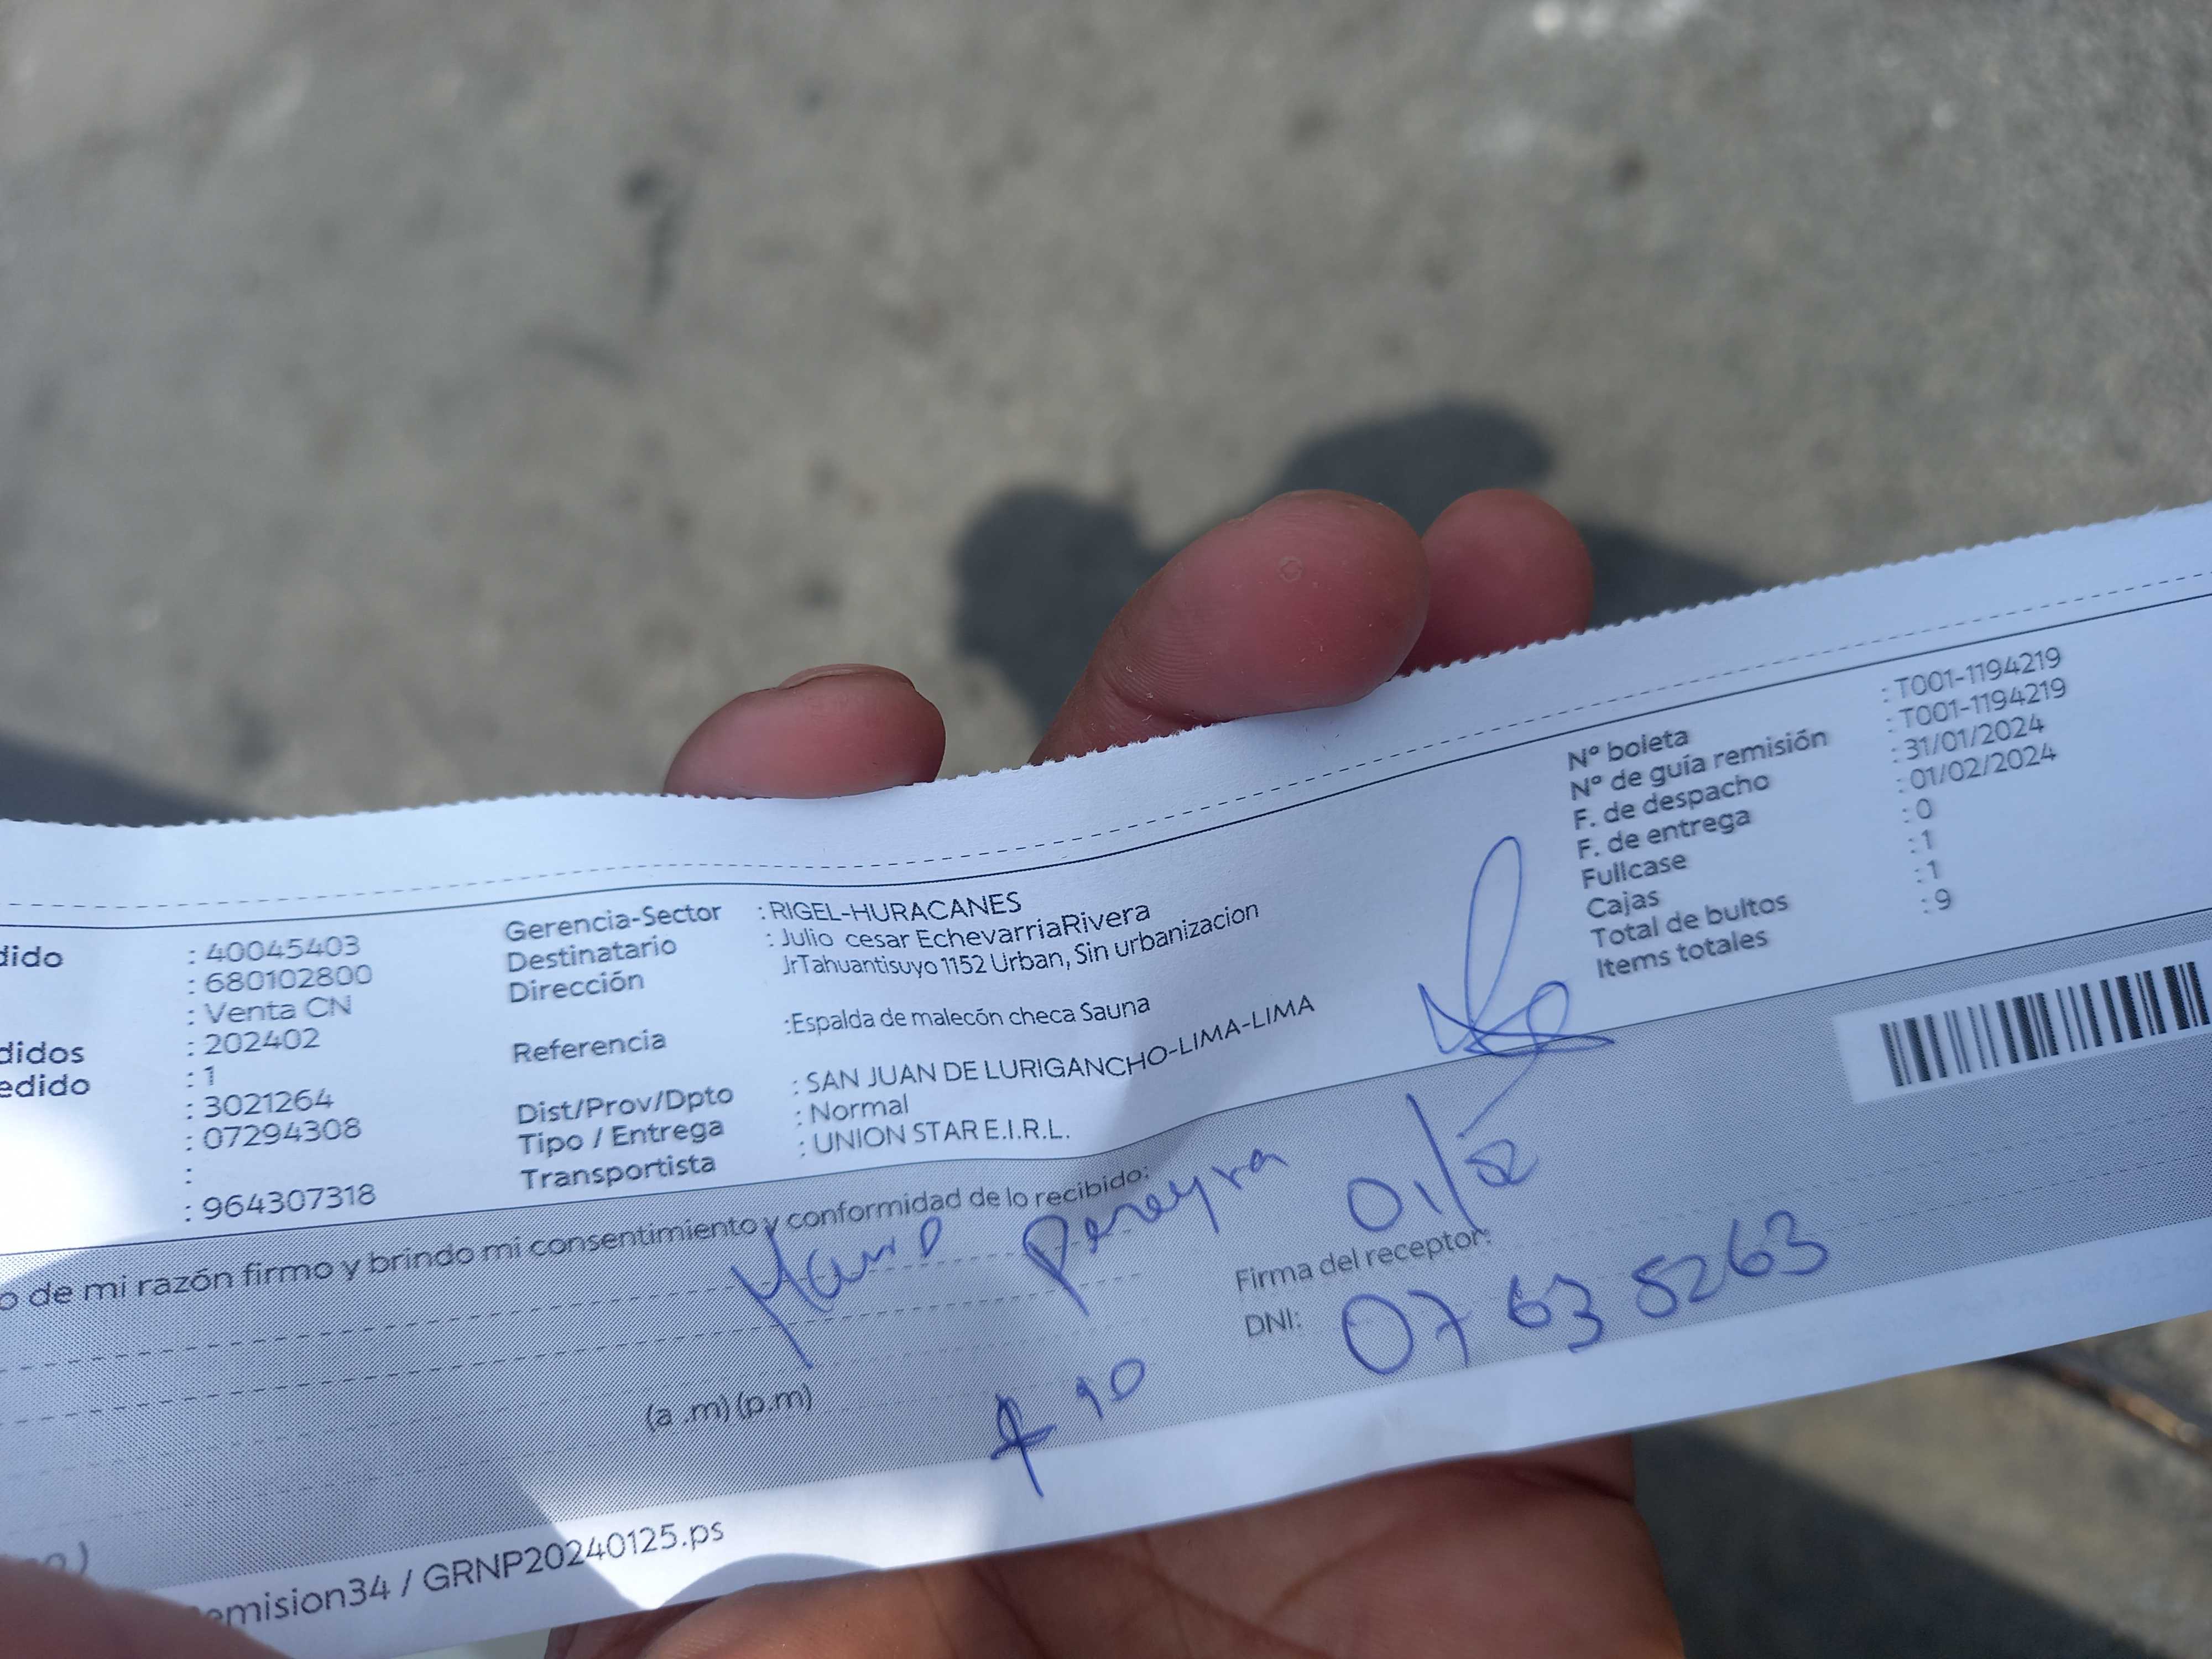 dido : 40045403
: 680102800
: Venta CN
didos : 202402
edido : 1
: 3021264
: 07294308
:
: 964307318
Gerencia-Sector : RIGEL-HURACANES
Destinatario : Julio cesar EchevarriaRivera
Dirección JrTahuantisuyo 1152 Urban, Sin urbanizacion
Referencia :Espalda de malecón checa Sauna
Dist/Prov/Dpto : SAN JUAN DE LURIGANCHO-LIMA-LIMA
Tipo / Entrega : Normal
Transportista : UNION STAR E.I.R.L.
N° boleta : T001-1194219
N° de guía remisión : T001-1194219
F. de despacho : 31/01/2024
F. de entrega : 01/02/2024
Fullcase : 0
Cajas : 1
Total de bultos : 1
Items totales : 9
o de mi razón firmo y brindo mi consentimiento y conformidad de lo recibido:
Pereyra 01/02
Firma del receptor:
DNI: 07635263
(a .m) (p.m)
emision34 / GRNP20240125.ps